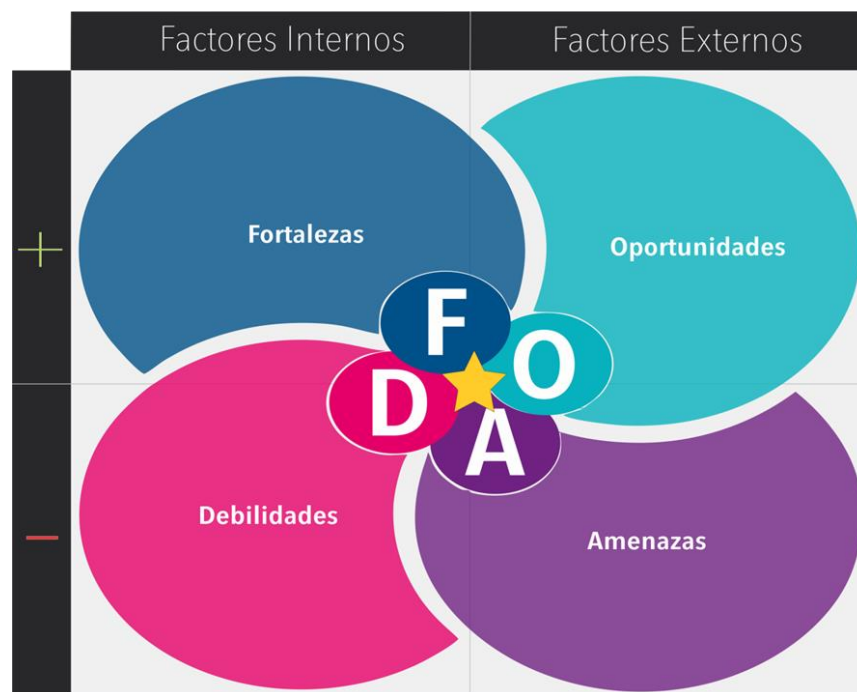 Factores Internos
Factores Externos
+
Fortalezas
Oportunidades
F
O
D
A
−
Debilidades
Amenazas